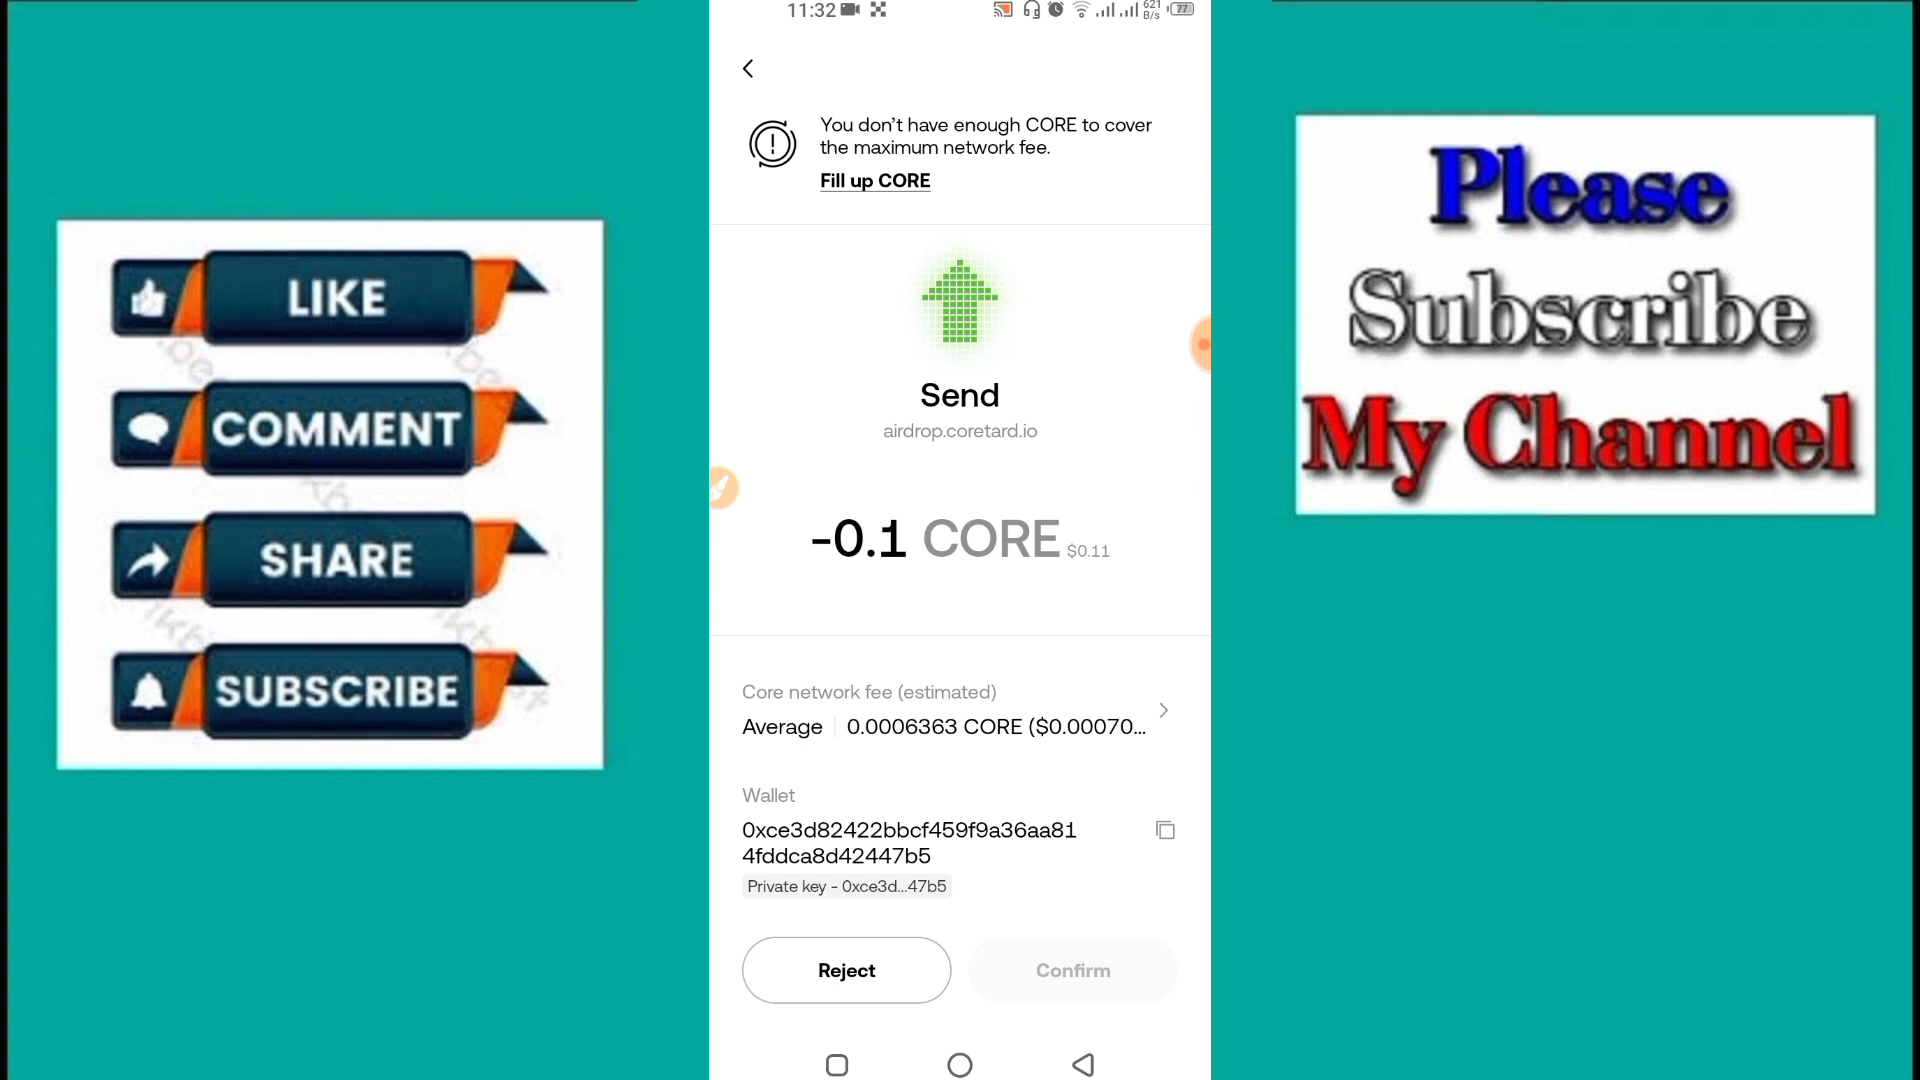 LIKE
COMMENT
SHARE
SUBSCRIBE
11:32
621
B/s
77
You don't have enough CORE to cover
the maximum network fee.
Fill up CORE
Send
airdrop.coretard.io
-0.1 CORE $0.11
Core network fee (estimated)
Average 0.0006363 CORE ($0.00070...
Wallet
0xce3d82422bbcf459f9a36aa81
4fddca8d42447b5
Private key - 0xce3d...47b5
Reject Confirm
Please
Subscribe
My Channel